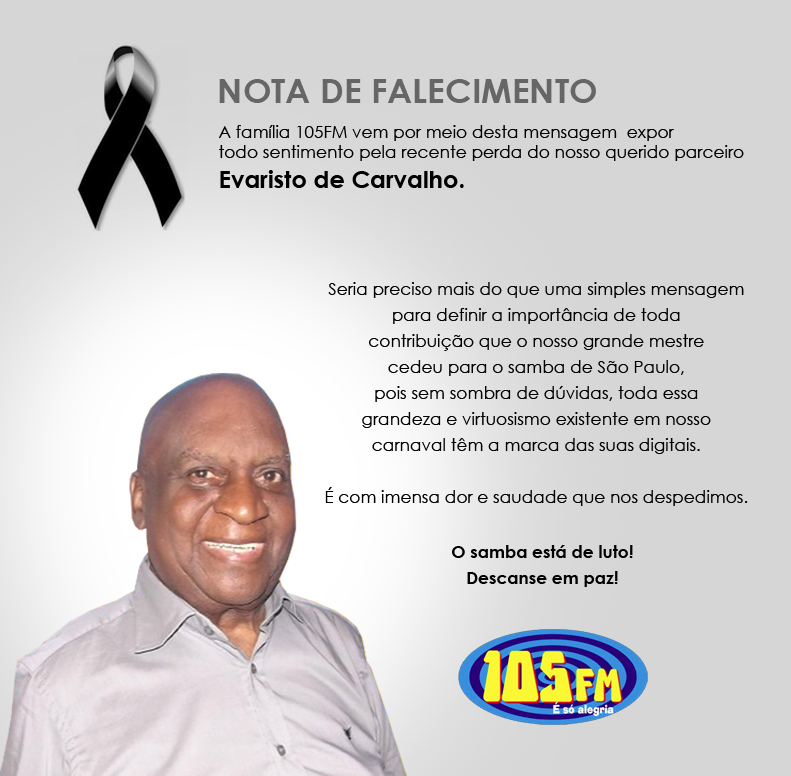 NOTA DE FALECIMENTO
A família 105FM vem por meio desta mensagem  expor
todo sentimento pela recente perda do nosso querido parceiro
Evaristo de Carvalho.
Seria preciso mais do que uma simples mensagem
para definir a importância de toda
contribuição que o nosso grande mestre
cedeu para o samba de São Paulo,
pois sem sombra de dúvidas, toda essa
grandeza e virtuosismo existente em nosso
carnaval têm a marca das suas digitais.
É com imensa dor e saudade que nos despedimos.
O samba está de luto!
Descanse em paz!
105FM
É só alegria